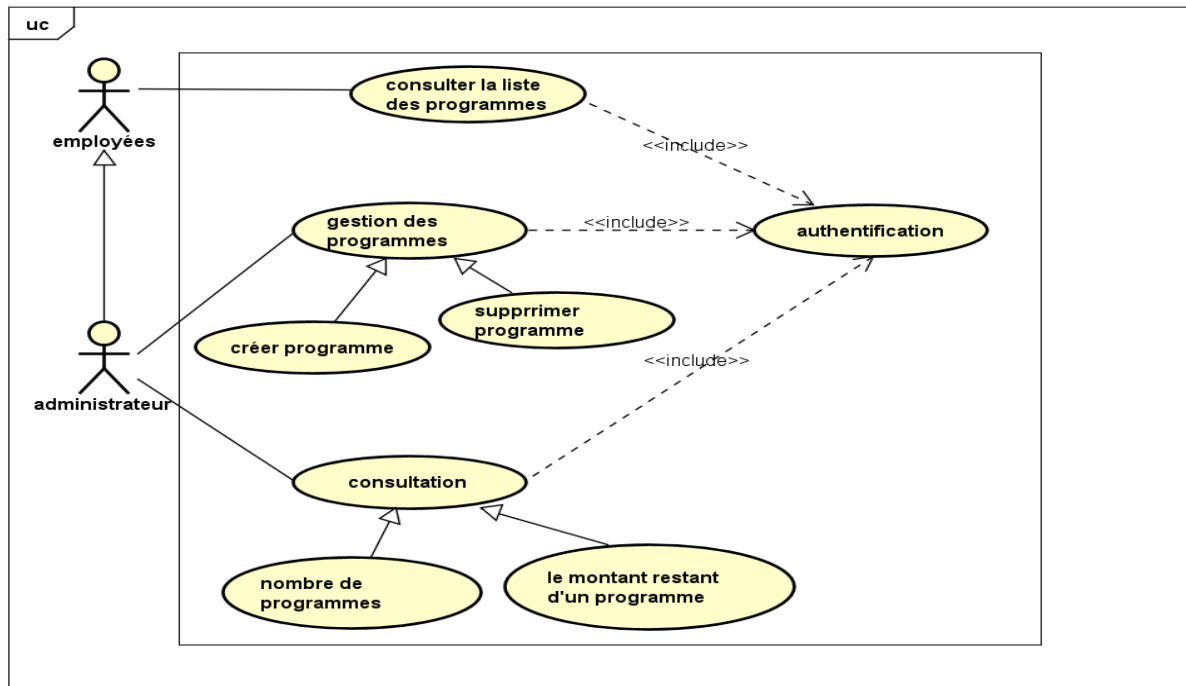 uc
consulter la liste
des programmes
employées
<<include>>
gestion des
programmes
<<include>>
authentification
supprrimer
programme
créer programme
<<include>>
administrateur
consultation
nombre de
programmes
le montant restant
d'un programme